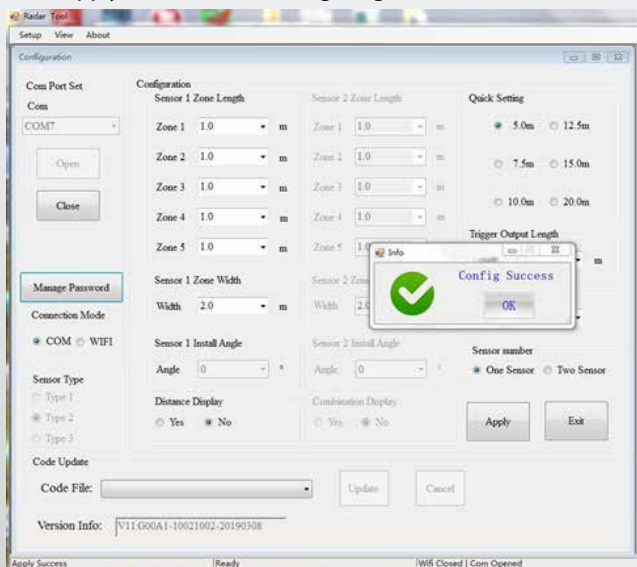 Rader Tool
Setup View About
Configuration
Com Port Set
Com
COM7
Open
Close
Manage Password
Connection Mode
COM WIFI
Sensor Type
Type 1
Type 2
Type 3
Configuration
Sensor 1 Zone Length
Zone 1 1.0 m
Zone 2 1.0 m
Zone 3 1.0 m
Zone 4 1.0 m
Zone 5 1.0 m
Sensor 1 Zone Width
Width 2.0 m
Sensor 1 Install Angle
Angle 0 °
Distance Display
Yes No
Sensor 2 Zone Length
Zone 1 1.0 m
Zone 2 1.0 m
Zone 3 1.0 m
Zone 4 1.0 m
Zone 5
Sensor 2
Width
Sensor 2 Install Angle
Angle 0 °
Combination Display
Yes No
Quick Setting
5.0m 12.5m
7.5m 15.0m
10.0m 20.0m
Trigger Output Length
m
Info
Config Success
OK
Sensor number
One Sensor Two Sensor
Apply Exit
Code Update
Code File:
Update Cancel
Version Info: V11:G00A1-10021002-20190308
Apply Success Ready Wifi Closed | Com Opened